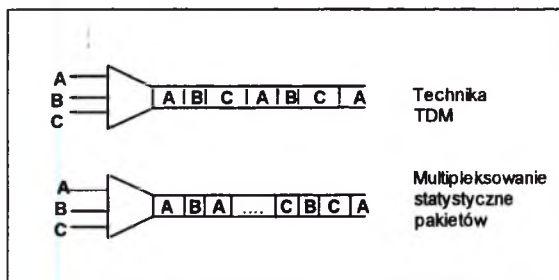 A
B
C
A B C A B C A
Technika
TDM
A
B
C
A B A .... C B C A
Multipleksowanie
statystyczne
pakietów